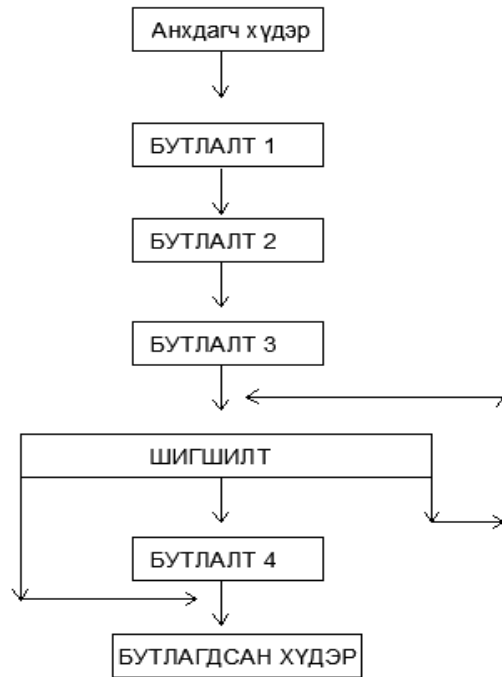 Анхдагч хүдэр
БУТЛАЛТ 1
БУТЛАЛТ 2
БУТЛАЛТ 3
ШИГШИЛТ
БУТЛАЛТ 4
БУТЛАГДСАН ХҮДЭР